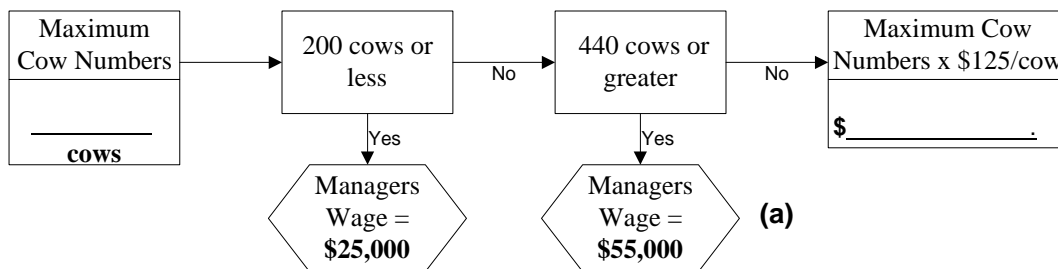 Maximum
Cow Numbers
cows
200 cows or
less
No
Yes
Managers
Wage =
$25,000
440 cows or
greater
No
Yes
Managers
Wage =
$55,000
(a)
Maximum Cow
Numbers x $125/cow
$ .